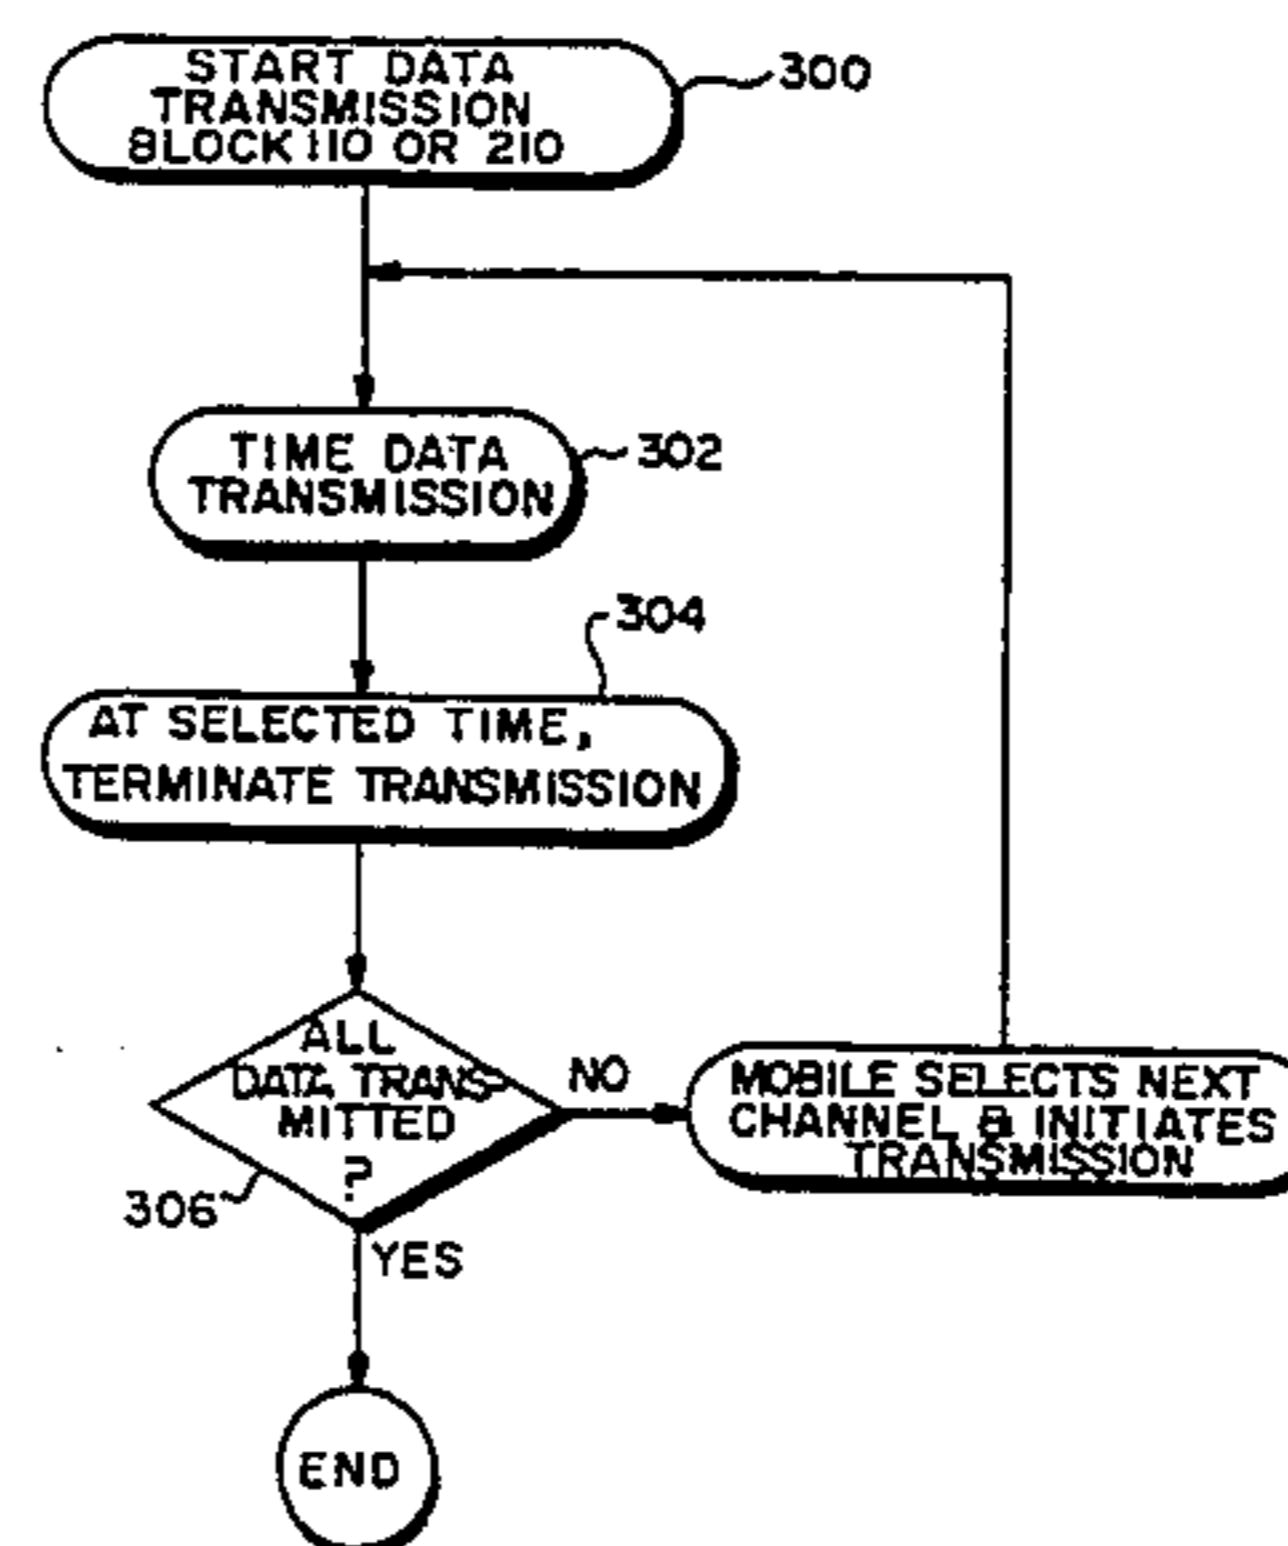 START DATA
TRANSMISSION
BLOCK 110 OR 210
300
TIME DATA
TRANSMISSION
302
304
AT SELECTED TIME,
TERMINATE TRANSMISSION
ALL
DATA TRANS-
MITTED
?
306
NO
MOBILE SELECTS NEXT
CHANNEL & INITIATES
TRANSMISSION
YES
END